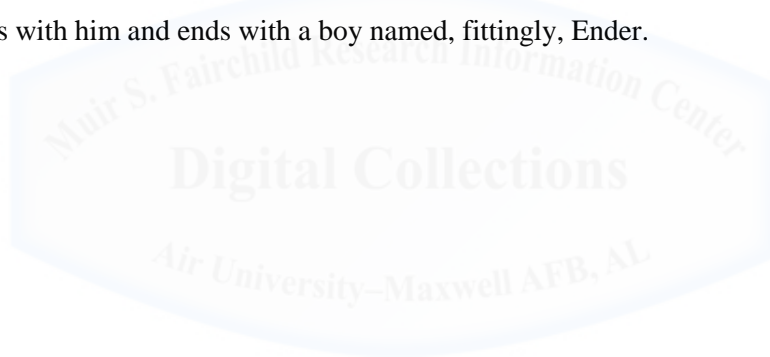 s with him and ends with a boy named, fittingly, Ender.
Muir S. Fairchild Research Information Center
Digital Collections
Air University–Maxwell AFB, AL